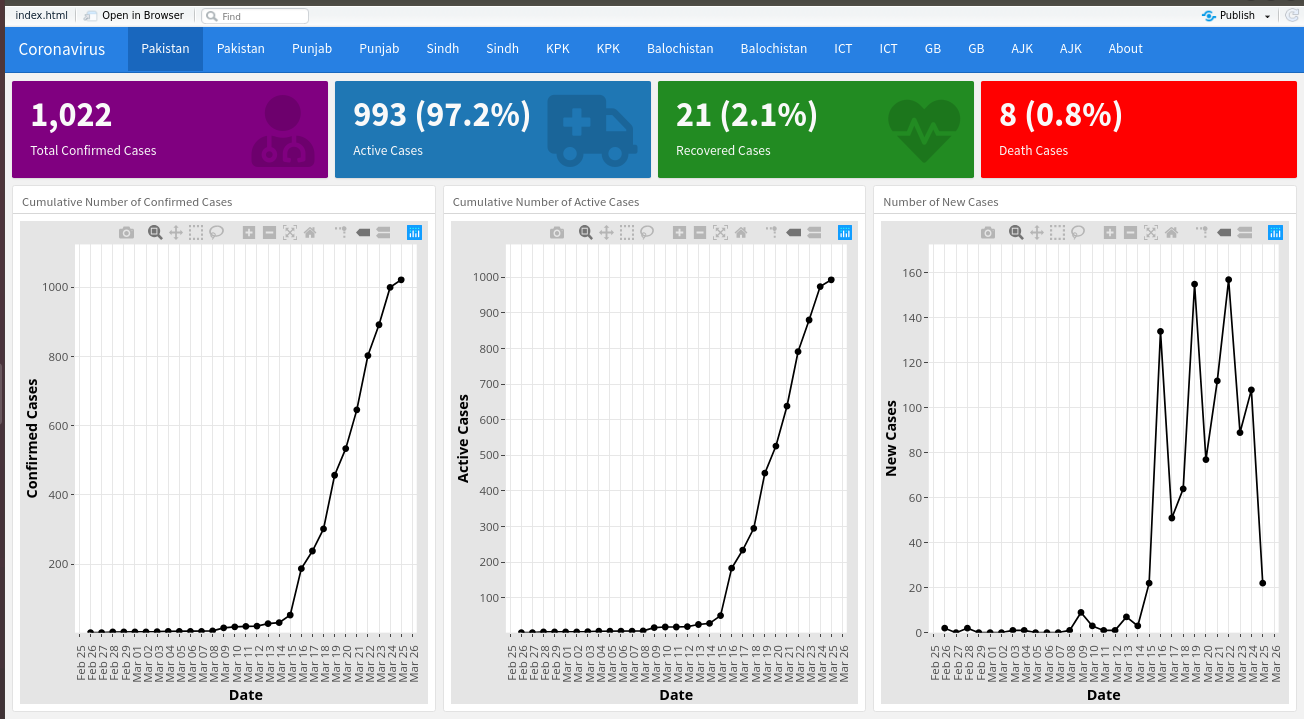 index.html Open in Browser Find Publish
Coronavirus Pakistan Pakistan Punjab Punjab Sindh Sindh KPK KPK Balochistan Balochistan ICT ICT GB GB AJK AJK About
1,022
Total Confirmed Cases
993 (97.2%)
Active Cases
21 (2.1%)
Recovered Cases
8 (0.8%)
Death Cases
Cumulative Number of Confirmed Cases
Confirmed Cases
1000
800
600
400
200
Feb 25 Feb 26 Feb 27 Feb 28 Feb 29 Mar 01 Mar 02 Mar 03 Mar 04 Mar 05 Mar 06 Mar 07 Mar 08 Mar 09 Mar 10 Mar 11 Mar 12 Mar 13 Mar 14 Mar 15 Mar 16 Mar 17 Mar 18 Mar 19 Mar 20 Mar 21 Mar 22 Mar 23 Mar 24 Mar 25 Mar 26
Date
Cumulative Number of Active Cases
Active Cases
1000
900
800
700
600
500
400
300
200
100
Feb 25 Feb 26 Feb 27 Feb 28 Feb 29 Mar 01 Mar 02 Mar 03 Mar 04 Mar 05 Mar 06 Mar 07 Mar 08 Mar 09 Mar 10 Mar 11 Mar 12 Mar 13 Mar 14 Mar 15 Mar 16 Mar 17 Mar 18 Mar 19 Mar 20 Mar 21 Mar 22 Mar 23 Mar 24 Mar 25 Mar 26
Date
Number of New Cases
New Cases
160
140
120
100
80
60
40
20
0
Feb 25 Feb 26 Feb 27 Feb 28 Feb 29 Mar 01 Mar 02 Mar 03 Mar 04 Mar 05 Mar 06 Mar 07 Mar 08 Mar 09 Mar 10 Mar 11 Mar 12 Mar 13 Mar 14 Mar 15 Mar 16 Mar 17 Mar 18 Mar 19 Mar 20 Mar 21 Mar 22 Mar 23 Mar 24 Mar 25 Mar 26
Date